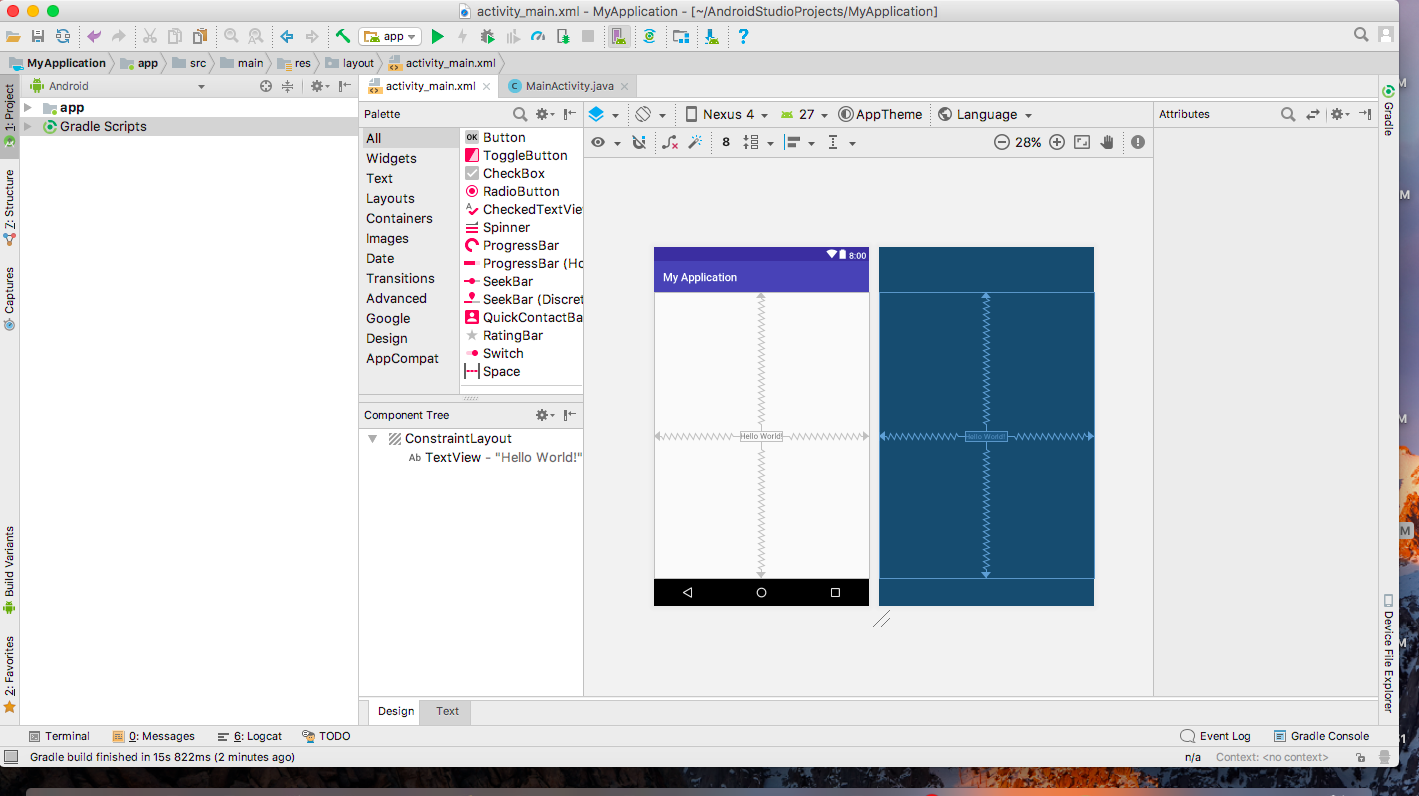 activity_main.xml - MyApplication - [~/AndroidStudioProjects/MyApplication]
app
MyApplication app src main res layout activity_main.xml
Android
activity_main.xml MainActivity.java
1: Project
7: Structure
Captures
Build Variants
2: Favorites
app
Gradle Scripts
Palette
All
Widgets
Text
Layouts
Containers
Images
Date
Transitions
Advanced
Google
Design
AppCompat
OK Button
ToggleButton
CheckBox
RadioButton
CheckedTextVie
Spinner
ProgressBar
ProgressBar (Ho
SeekBar
SeekBar (Discret
QuickContactBa
RatingBar
Switch
Space
Component Tree
ConstraintLayout
Ab TextView - "Hello World!"
Nexus 4 27 AppTheme Language
8 28%
8:00
My Application
Hello World!
Hello World!
Attributes
Gradle
Device File Explorer
Design Text
Terminal 0: Messages 6: Logcat TODO Event Log Gradle Console
Gradle build finished in 15s 822ms (2 minutes ago) n/a Context: <no context>
M
M
M
M
M